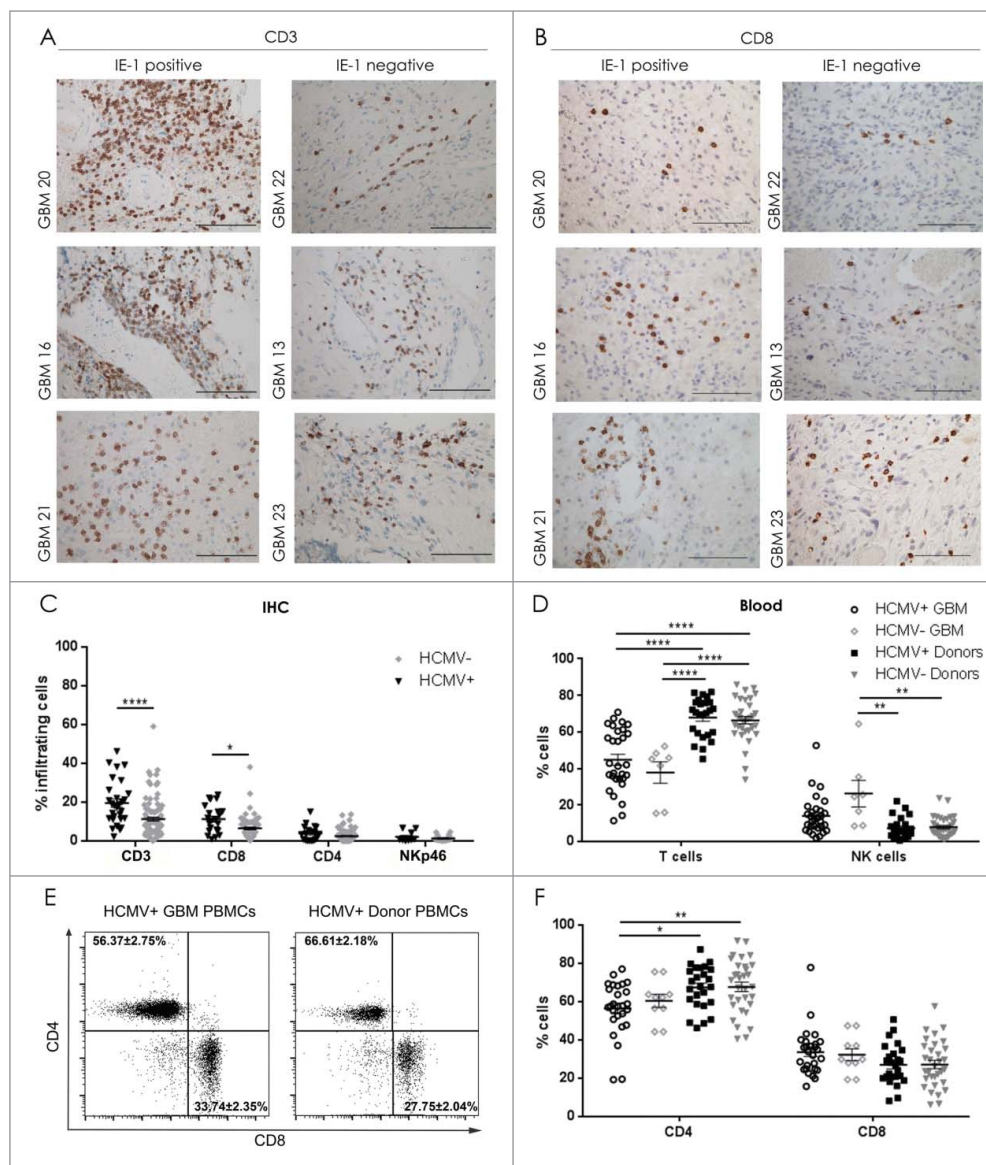 A
CD3
IE-1 positive
IE-1 negative
GBM 20
GBM 22
GBM 16
GBM 13
GBM 21
GBM 23
B
CD8
IE-1 positive
IE-1 negative
GBM 20
GBM 22
GBM 16
GBM 13
GBM 21
GBM 23
C
IHC
% infiltrating cells
100
80
60
40
20
0
****
*
HCMV-
HCMV+
CD3
CD8
CD4
NKp46
D
Blood
HCMV+ GBM
HCMV- GBM
HCMV+ Donors
HCMV- Donors
% cells
100
80
60
40
20
0
****
****
****
****
**
**
T cells
NK cells
E
HCMV+ GBM PBMCs
HCMV+ Donor PBMCs
56.37±2.75%
33,74±2.35%
66.61±2.18%
27.75±2.04%
CD4
CD8
F
% cells
100
80
60
40
20
0
**
*
CD4
CD8